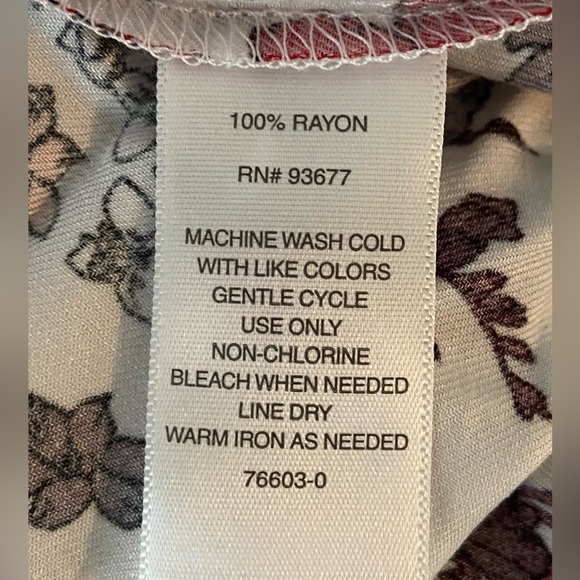 100% RAYON
RN# 93677
MACHINE WASH COLD
WITH LIKE COLORS
GENTLE CYCLE
USE ONLY
NON-CHLORINE
BLEACH WHEN NEEDED
LINE DRY
WARM IRON AS NEEDED
76603-0